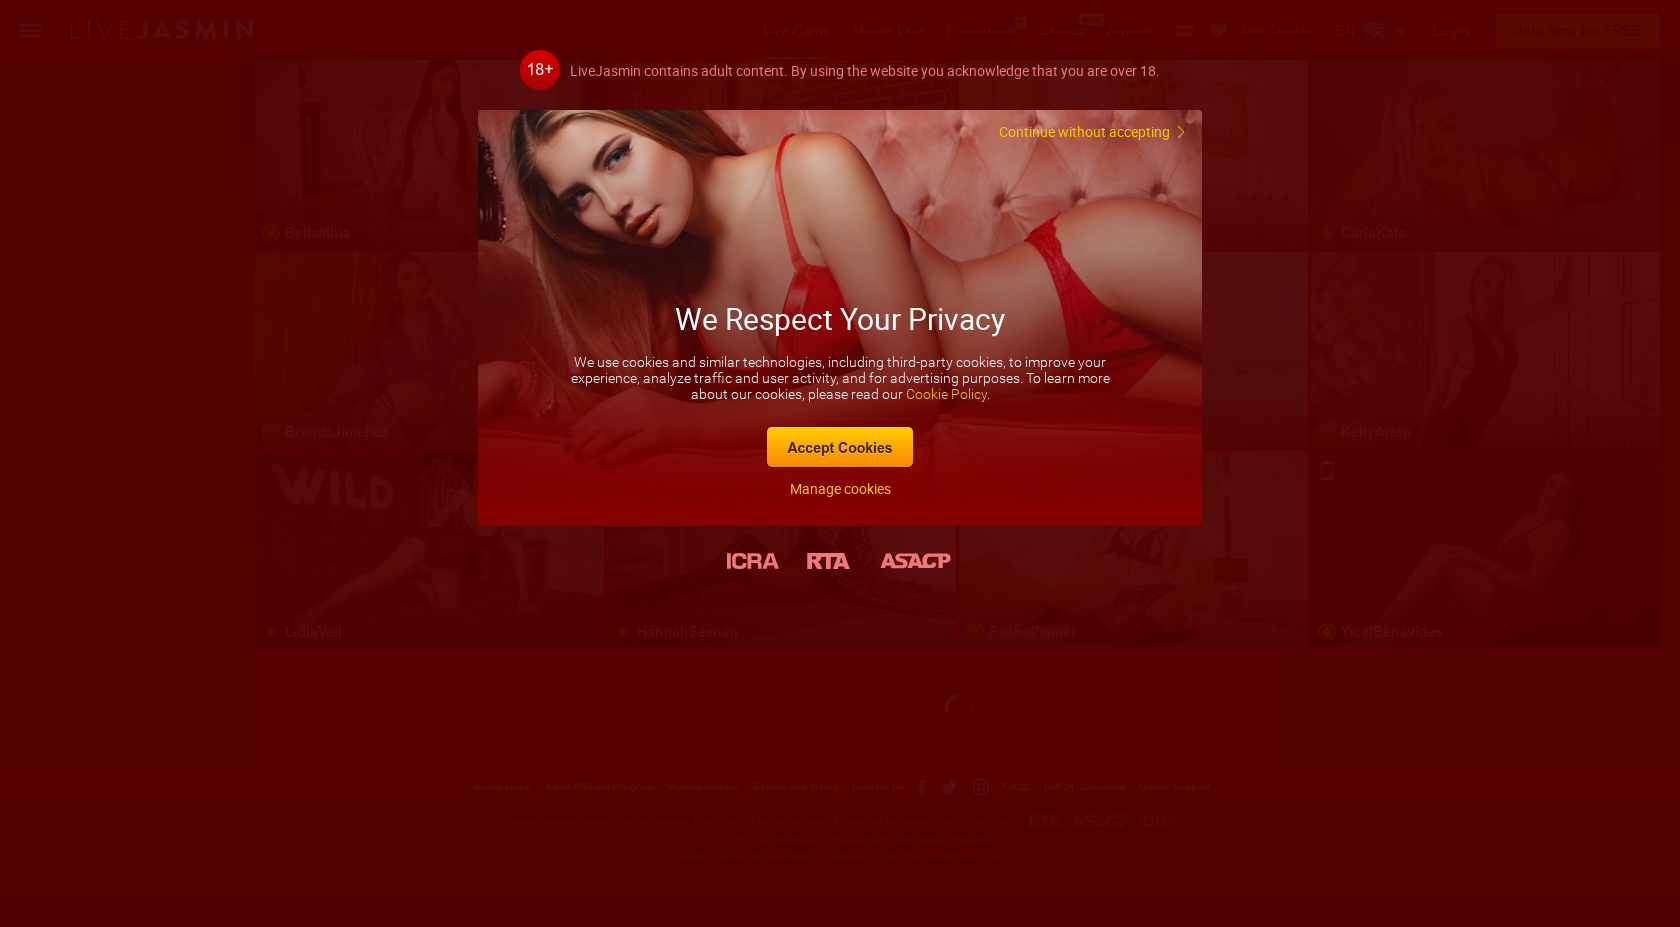 LIVEJASMIN
Live Cams Mobile Live Promotions 1 Stories NEW Awards Get Credits EN Login Join Now for FREE
18+ LiveJasmin contains adult content. By using the website you acknowledge that you are over 18.
Continue without accepting
BellaMhia
CarlaKats
We Respect Your Privacy
We use cookies and similar technologies, including third-party cookies, to improve your
experience, analyze traffic and user activity, and for advertising purposes. To learn more
about our cookies, please read our Cookie Policy.
BrendaJimenez
KellyArten
Accept Cookies
WILD
NEW
Manage cookies
ICRA RTA ASACP
LidiaVeil
HannahSeenan
SashaPalmer
YicelBenavides
Model Login Adult Affiliate Program Models Wanted Events and Media Contact Us F.A.Q. DMCA Complaint Online Support
RTA ASACP ICRA